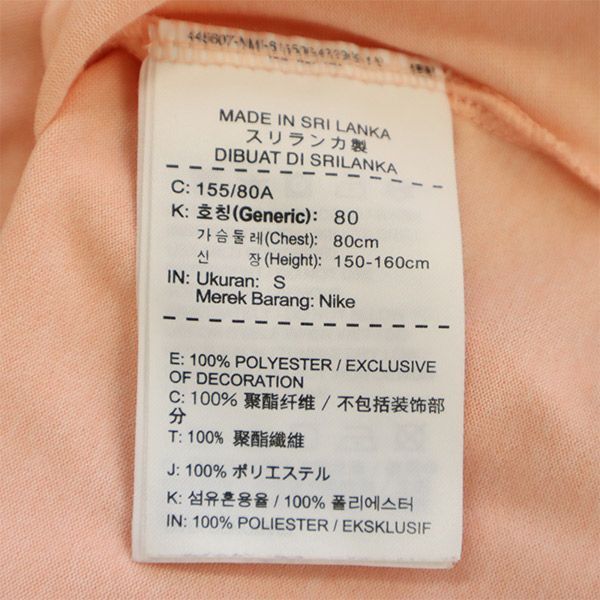 MADE IN SRI LANKA
スリランカ製
DIBUAT DI SRILANKA
C: 155/80A
K: 호칭(Generic): 80
가슴둘레(Chest): 80cm
신 장(Height): 150-160cm
IN: Ukuran: S
Merek Barang: Nike
E: 100% POLYESTER / EXCLUSIVE
OF DECORATION
C: 100% 聚酯纤维 / 不包括装饰部
分
T: 100% 聚酯纖維
J: 100% ポリエステル
K: 섬유혼용율 / 100% 폴리에스터
IN: 100% POLIESTER / EKSKLUSIF